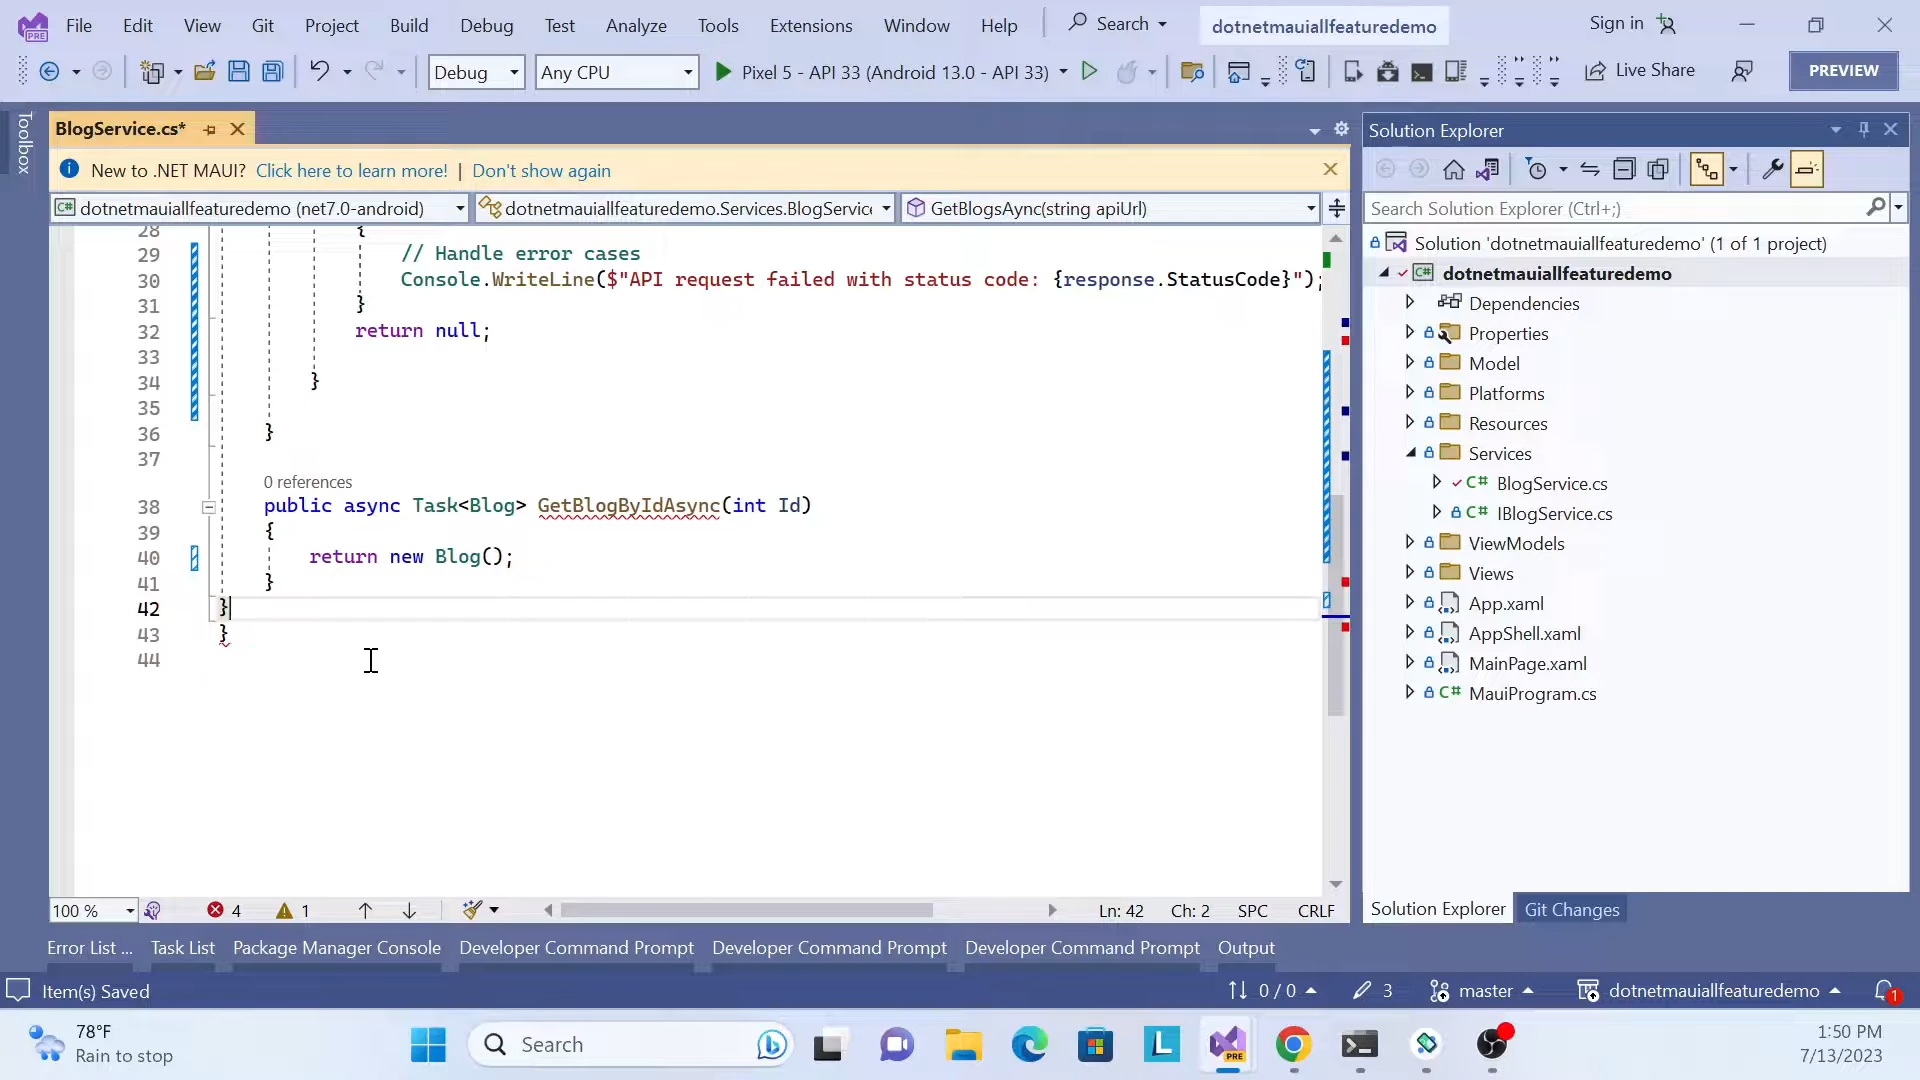 File Edit View Git Project Build Debug Test Analyze Tools Extensions Window Help Search dotnetmauiallfeaturedemo Sign in
PRE
Debug Any CPU Pixel 5 - API 33 (Android 13.0 - API 33) Live Share PREVIEW
Toolbox
BlogService.cs*
New to .NET MAUI? Click here to learn more! | Don't show again
C# dotnetmauiallfeaturedemo (net7.0-android) dotnetmauiallfeaturedemo.Services.BlogService GetBlogsAync(string apiUrl)
28 {
29 // Handle error cases
30 Console.WriteLine($"API request failed with status code: {response.StatusCode}");
31 }
32 return null;
33
34 }
35
36 }
37
0 references
38 public async Task<Blog> GetBlogByIdAsync(int Id)
39 {
40 return new Blog();
41 }
42 }
43 }
44
100 % 4 1 Ln: 42 Ch: 2 SPC CRLF
Solution Explorer
Search Solution Explorer (Ctrl+;)
Solution 'dotnetmauiallfeaturedemo' (1 of 1 project)
C# dotnetmauiallfeaturedemo
Dependencies
Properties
Model
Platforms
Resources
Services
C# BlogService.cs
C# IBlogService.cs
ViewModels
Views
App.xaml
AppShell.xaml
MainPage.xaml
C# MauiProgram.cs
Solution Explorer Git Changes
Error List ... Task List Package Manager Console Developer Command Prompt Developer Command Prompt Developer Command Prompt Output
Item(s) Saved 0 / 0 3 master dotnetmauiallfeaturedemo 1
78°F
Rain to stop
Search
L
PRE
1:50 PM
7/13/2023